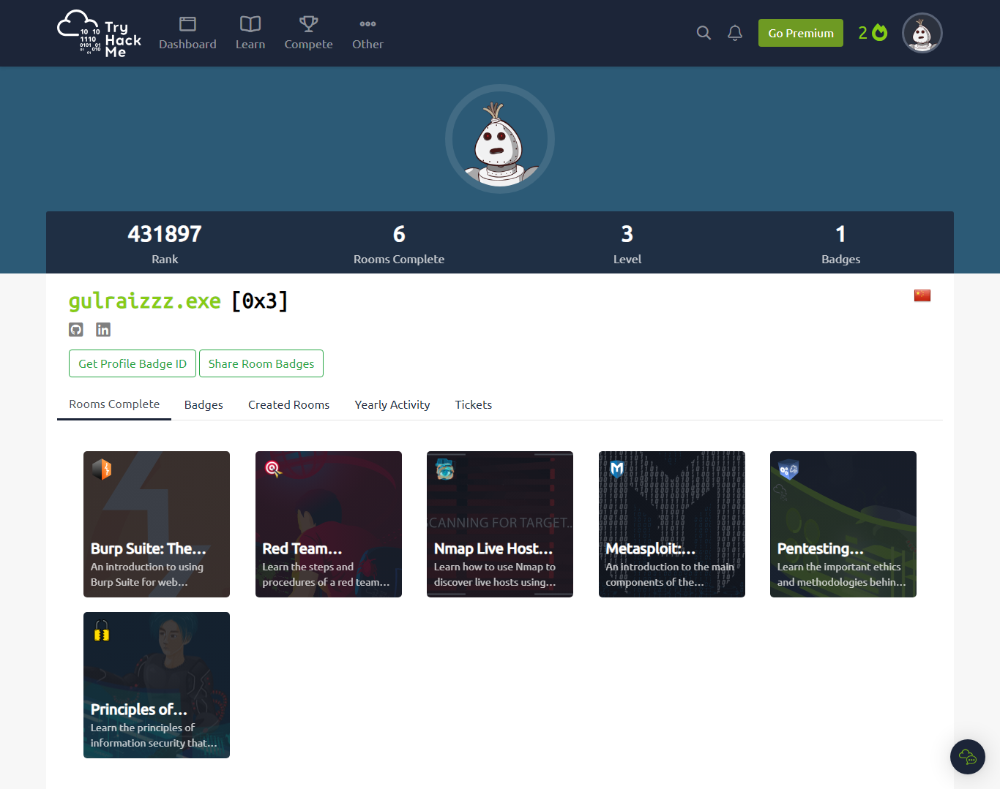 Try
Hack
Me
Dashboard
Learn
Compete
Other
Go Premium
2
431897
Rank
6
Rooms Complete
3
Level
1
Badges
gulraizzz.exe [0x3]
Get Profile Badge ID
Share Room Badges
Rooms Complete
Badges
Created Rooms
Yearly Activity
Tickets
Burp Suite: The...
An introduction to using
Burp Suite for web...
Red Team...
Learn the steps and
procedures of a red team...
SCANNING FOR TARGET..
Nmap Live Host...
Learn how to use Nmap to
discover live hosts using...
Metasploit:...
An introduction to the main
components of the...
Pentesting...
Learn the important ethics
and methodologies behin...
Principles of...
Learn the principles of
information security that...